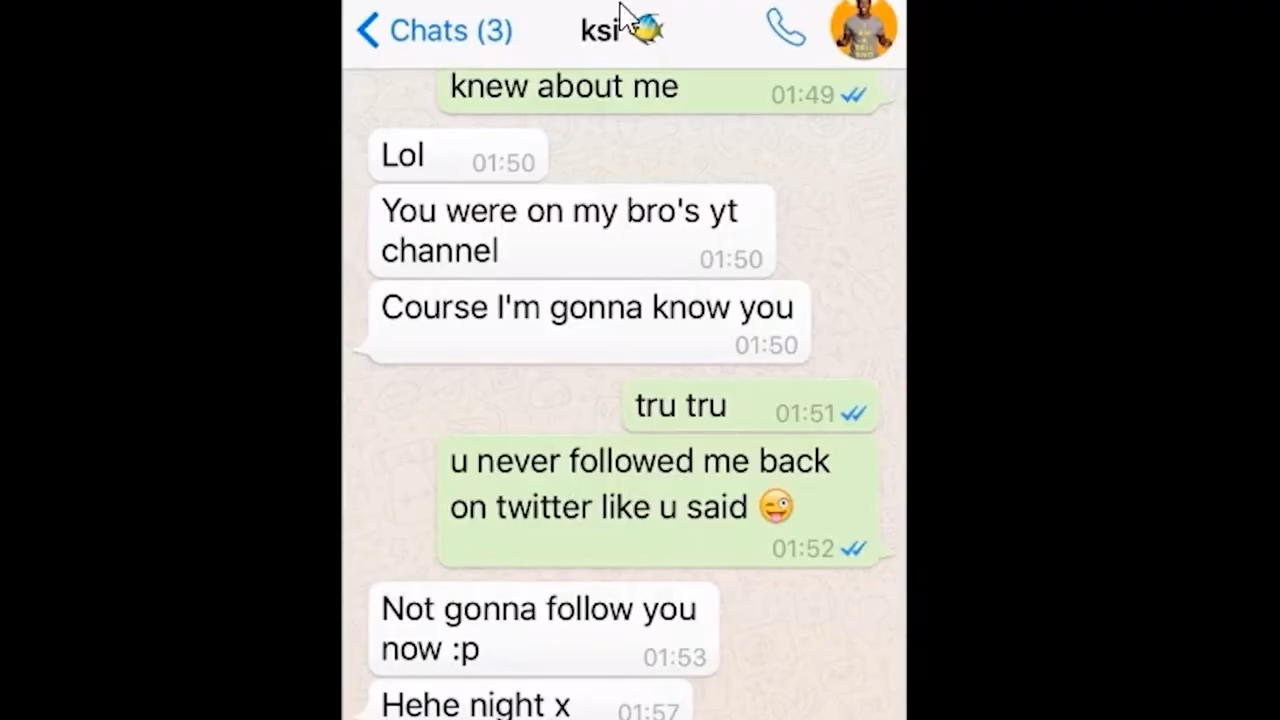 Chats (3)
ksi🐠
knew about me
01:49
Lol
01:50
You were on my bro's yt
channel
01:50
Course I'm gonna know you
01:50
tru tru
01:51
u never followed me back
on twitter like u said 😜
01:52
Not gonna follow you
now :p
01:53
Hehe night x
01:57